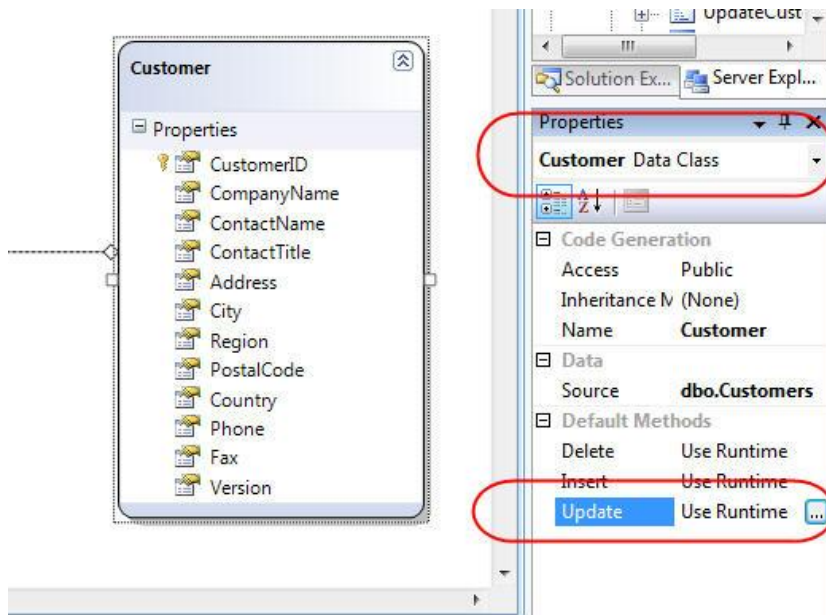 Customer
Properties
CustomerID
CompanyName
ContactName
ContactTitle
Address
City
Region
PostalCode
Country
Phone
Fax
Version
UpdateCust
Solution Ex... Server Expl...
Properties
Customer Data Class
Code Generation
Access Public
Inheritance M (None)
Name Customer
Data
Source dbo.Customers
Default Methods
Delete Use Runtime
Insert Use Runtime
Update Use Runtime ...